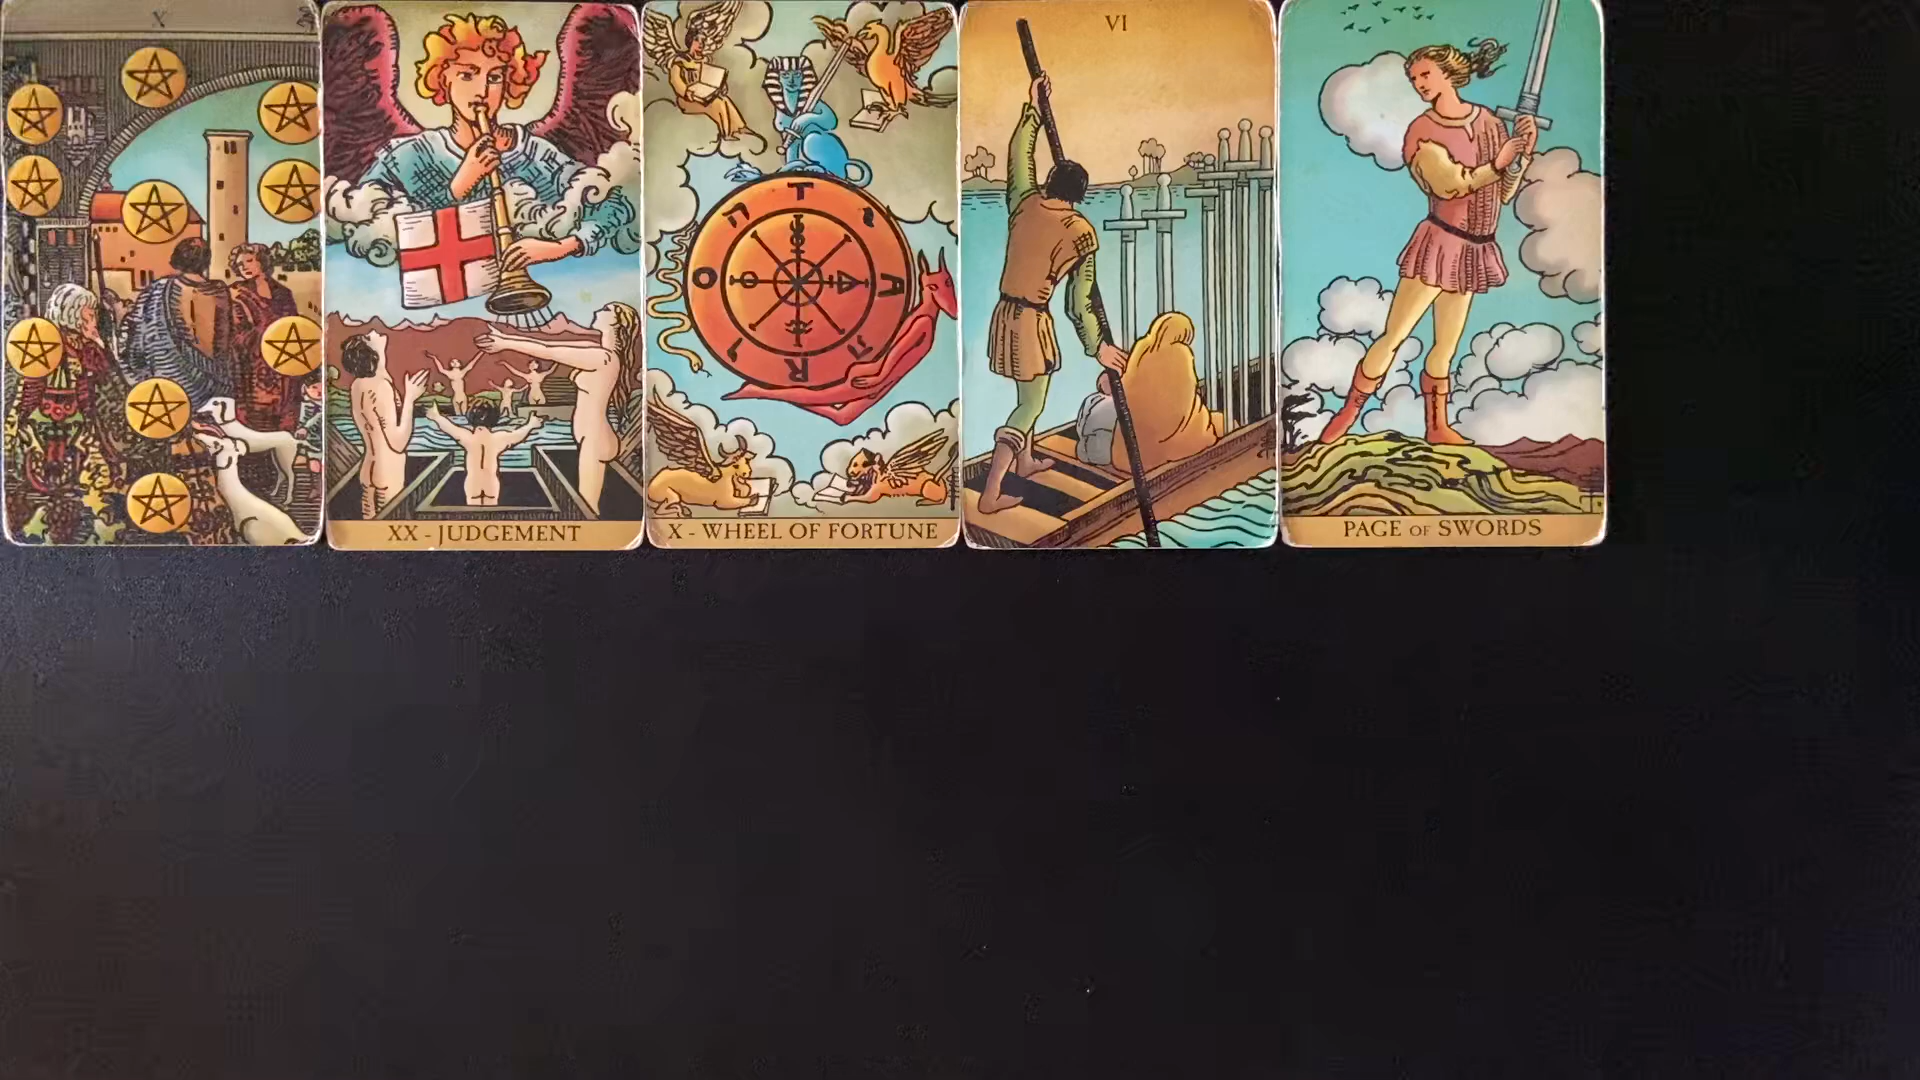 X
VI
XX - JUDGEMENT
X - WHEEL OF FORTUNE
PAGE OF SWORDS
T
A
R
O
י
ה
ו
ה